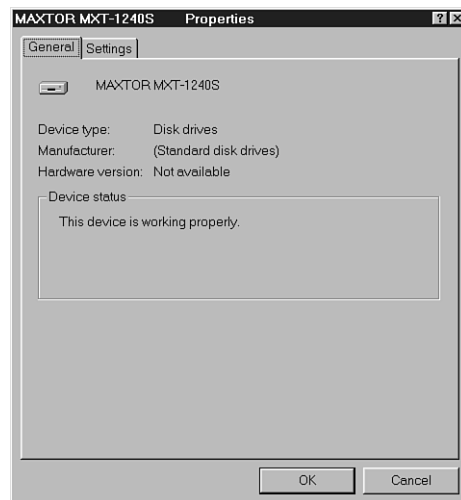 MAXTOR MXT-1240S Properties
General Settings
MAXTOR MXT-1240S
Device type: Disk drives
Manufacturer: (Standard disk drives)
Hardware version: Not available
Device status
This device is working properly.
OK Cancel